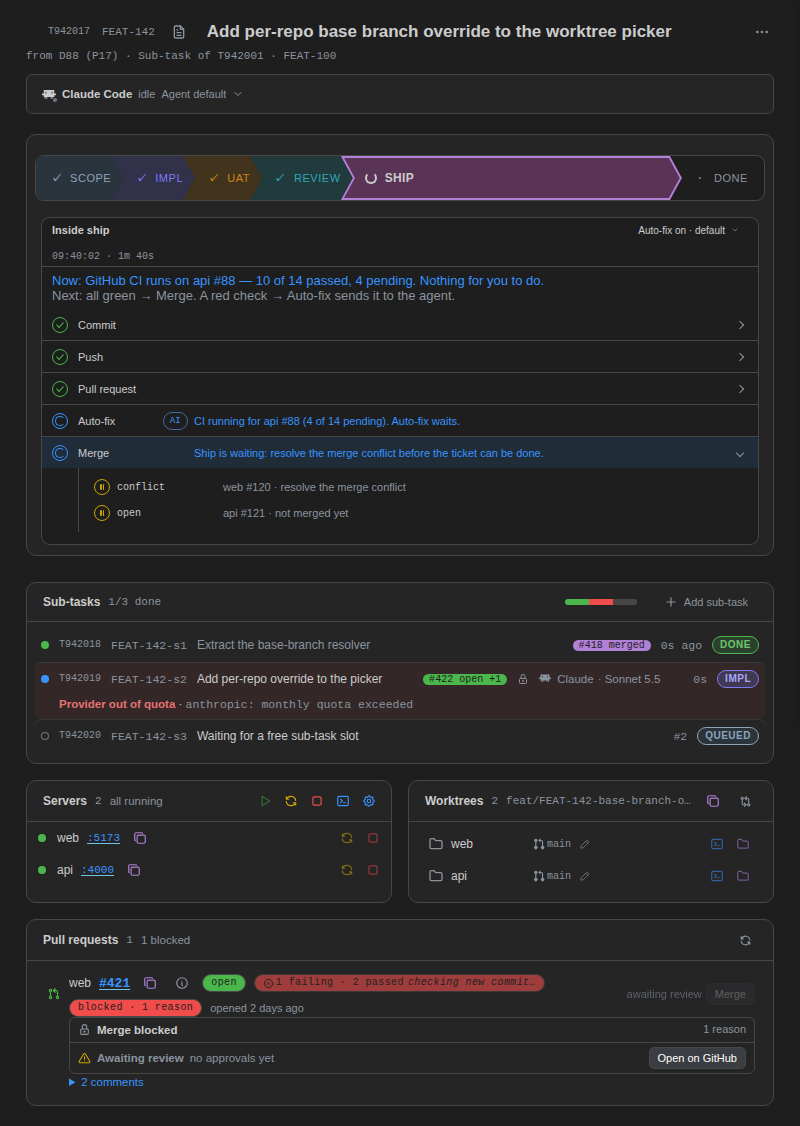 T942017 FEAT-142 Add per-repo base branch override to the worktree picker
from D88 (P17) · Sub-task of T942001 · FEAT-100
Claude Code idle Agent default
SCOPE IMPL UAT REVIEW SHIP DONE
Inside ship Auto-fix on · default
09:40:02 · 1m 40s
Now: GitHub CI runs on api #88 — 10 of 14 passed, 4 pending. Nothing for you to do.
Next: all green → Merge. A red check → Auto-fix sends it to the agent.
Commit
Push
Pull request
Auto-fix AI CI running for api #88 (4 of 14 pending). Auto-fix waits.
Merge Ship is waiting: resolve the merge conflict before the ticket can be done.
conflict web #120 · resolve the merge conflict
open api #121 · not merged yet
Sub-tasks 1/3 done Add sub-task
T942018 FEAT-142-s1 Extract the base-branch resolver #418 merged 0s ago DONE
T942019 FEAT-142-s2 Add per-repo override to the picker #422 open +1 Claude · Sonnet 5.5 0s IMPL
Provider out of quota · anthropic: monthly quota exceeded
T942020 FEAT-142-s3 Waiting for a free sub-task slot #2 QUEUED
Servers 2 all running
web :5173
api :4000
Worktrees 2 feat/FEAT-142-base-branch-o…
web main
api main
Pull requests 1 1 blocked
web #421 open 1 failing · 2 passed checking new commit…
blocked · 1 reason opened 2 days ago
awaiting review Merge
Merge blocked 1 reason
Awaiting review no approvals yet Open on GitHub
2 comments